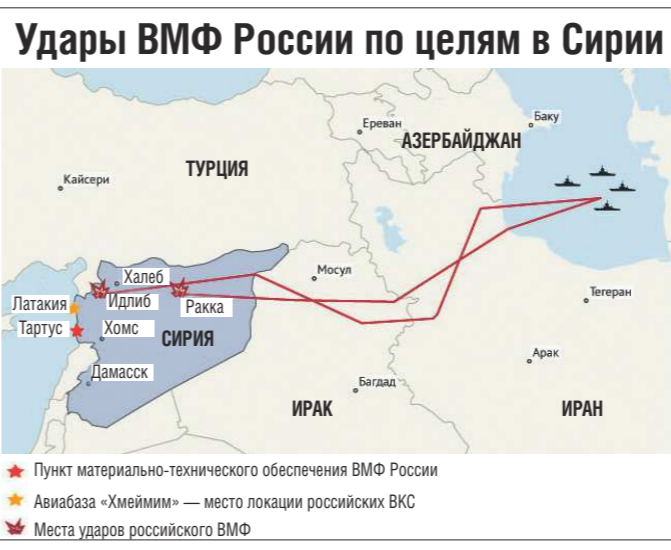 Удары ВМФ России по целям в Сирии
Баку
Ереван
АЗЕРБАЙДЖАН
ТУРЦИЯ
Кайсери
Халеб
Мосул
Идлиб
Латакия
Ракка
Тегеран
Тартус
Хомс
СИРИЯ
Дамасск
Арак
Багдад
ИРАК
ИРАН
Пункт материально-технического обеспечения ВМФ России
Авиабаза «Хмеймим» — место локации российских ВКС
Места ударов российского ВМФ